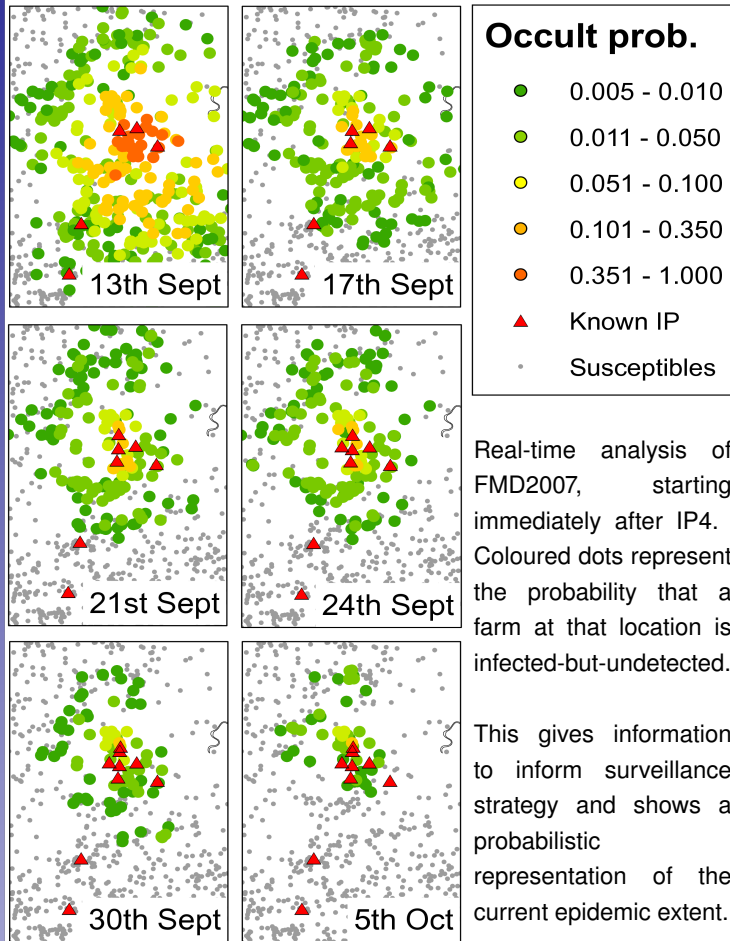 13th Sept
17th Sept
21st Sept
24th Sept
30th Sept
5th Oct
Occult prob.
0.005 - 0.010
0.011 - 0.050
0.051 - 0.100
0.101 - 0.350
0.351 - 1.000
Known IP
Susceptibles
Real-time analysis of
FMD2007, starting
immediately after IP4.
Coloured dots represent
the probability that a
farm at that location is
infected-but-undetected.
This gives information
to inform surveillance
strategy and shows a
probabilistic
representation of the
current epidemic extent.